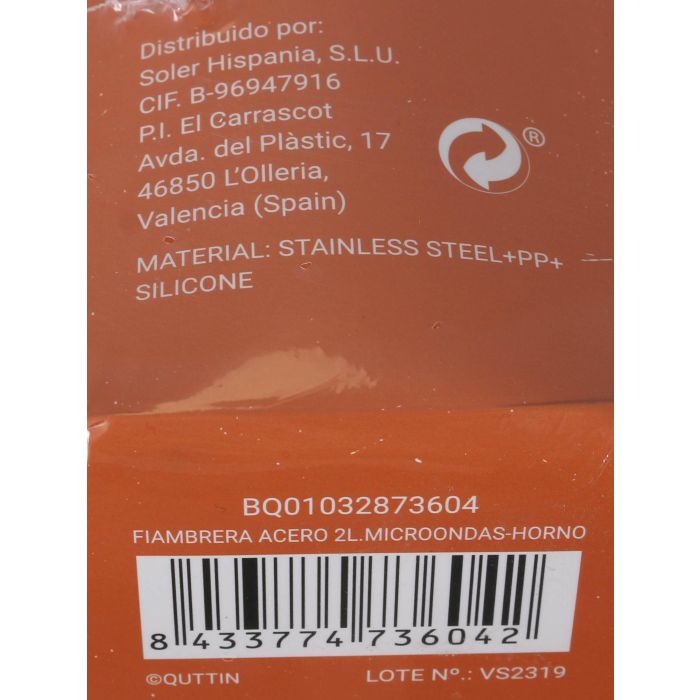 Distribuido por:
Soler Hispania, S.L.U.
CIF. B-96947916
P.I. El Carrascot
Avda. del Plàstic, 17
46850 L'Olleria,
Valencia (Spain)
®
MATERIAL: STAINLESS STEEL+PP+
SILICONE
BQ01032873604
FIAMBRERA ACERO 2L.MICROONDAS-HORNO
8 433774 736042
©QUTTIN LOTE Nº.: VS2319